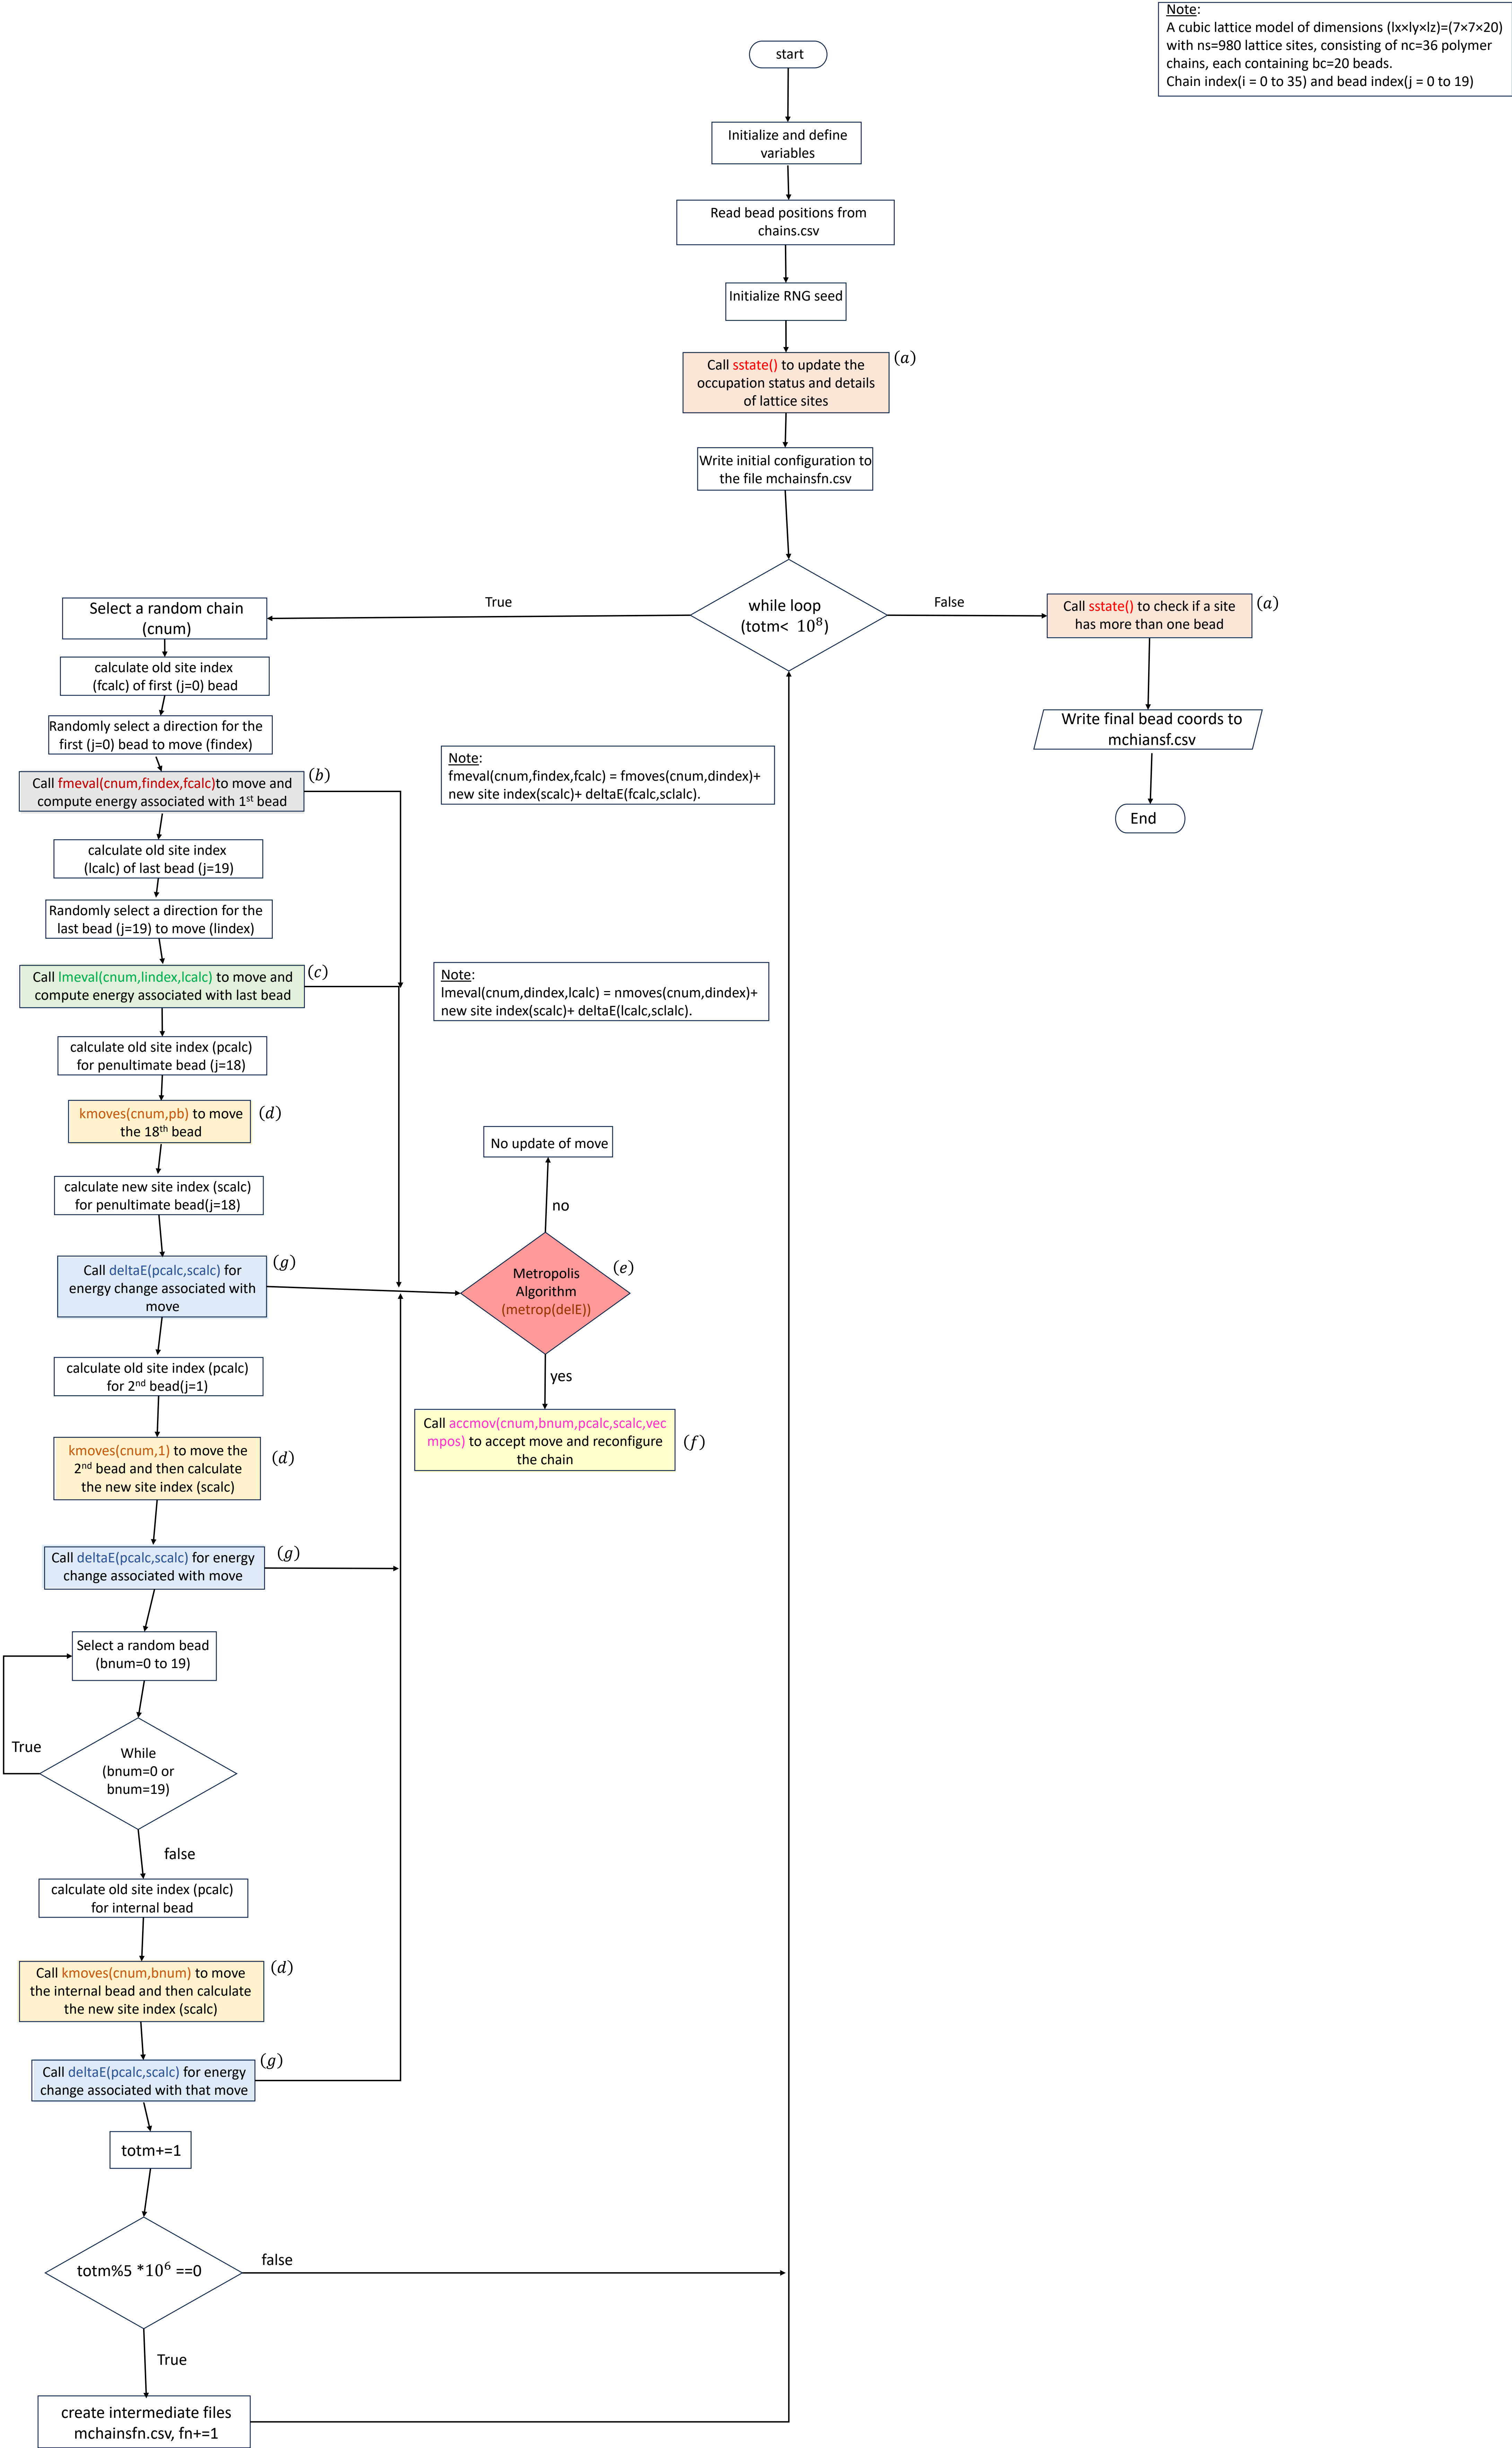 Note:
A cubic lattice model of dimensions (lx×ly×lz)=(7×7×20)
with ns=980 lattice sites, consisting of nc=36 polymer
chains, each containing bc=20 beads.
Chain index(i = 0 to 35) and bead index(j = 0 to 19)
start
Initialize and define
variables
Read bead positions from
chains.csv
Initialize RNG seed
Call sstate() to update the
occupation status and details
of lattice sites
(a)
Write initial configuration to
the file mchainsfn.csv
while loop
(totm< 10⁸)
True
False
Call sstate() to check if a site
has more than one bead
(a)
Write final bead coords to
mchiansf.csv
End
Select a random chain
(cnum)
calculate old site index
(fcalc) of first (j=0) bead
Randomly select a direction for the
first (j=0) bead to move (findex)
Call fmeval(cnum,findex,fcalc)to move and
compute energy associated with 1st bead
(b)
Note:
fmeval(cnum,findex,fcalc) = fmoves(cnum,dindex)+
new site index(scalc)+ deltaE(fcalc,sclalc).
calculate old site index
(lcalc) of last bead (j=19)
Randomly select a direction for the
last bead (j=19) to move (lindex)
Call lmeval(cnum,lindex,lcalc) to move and
compute energy associated with last bead
(c)
Note:
lmeval(cnum,dindex,lcalc) = nmoves(cnum,dindex)+
new site index(scalc)+ deltaE(lcalc,sclalc).
calculate old site index (pcalc)
for penultimate bead (j=18)
kmoves(cnum,pb) to move
the 18th bead
(d)
calculate new site index (scalc)
for penultimate bead(j=18)
Call deltaE(pcalc,scalc) for
energy change associated with
move
(g)
No update of move
no
Metropolis
Algorithm
(metrop(delE))
(e)
yes
Call accmov(cnum,bnum,pcalc,scalc,vec
mpos) to accept move and reconfigure
the chain
(f)
calculate old site index (pcalc)
for 2nd bead(j=1)
kmoves(cnum,1) to move the
2nd bead and then calculate
the new site index (scalc)
(d)
Call deltaE(pcalc,scalc) for energy
change associated with move
(g)
Select a random bead
(bnum=0 to 19)
While
(bnum=0 or
bnum=19)
True
false
calculate old site index (pcalc)
for internal bead
Call kmoves(cnum,bnum) to move
the internal bead and then calculate
the new site index (scalc)
(d)
Call deltaE(pcalc,scalc) for energy
change associated with that move
(g)
totm+=1
totm%5 *10⁶ ==0
false
True
create intermediate files
mchainsfn.csv, fn+=1